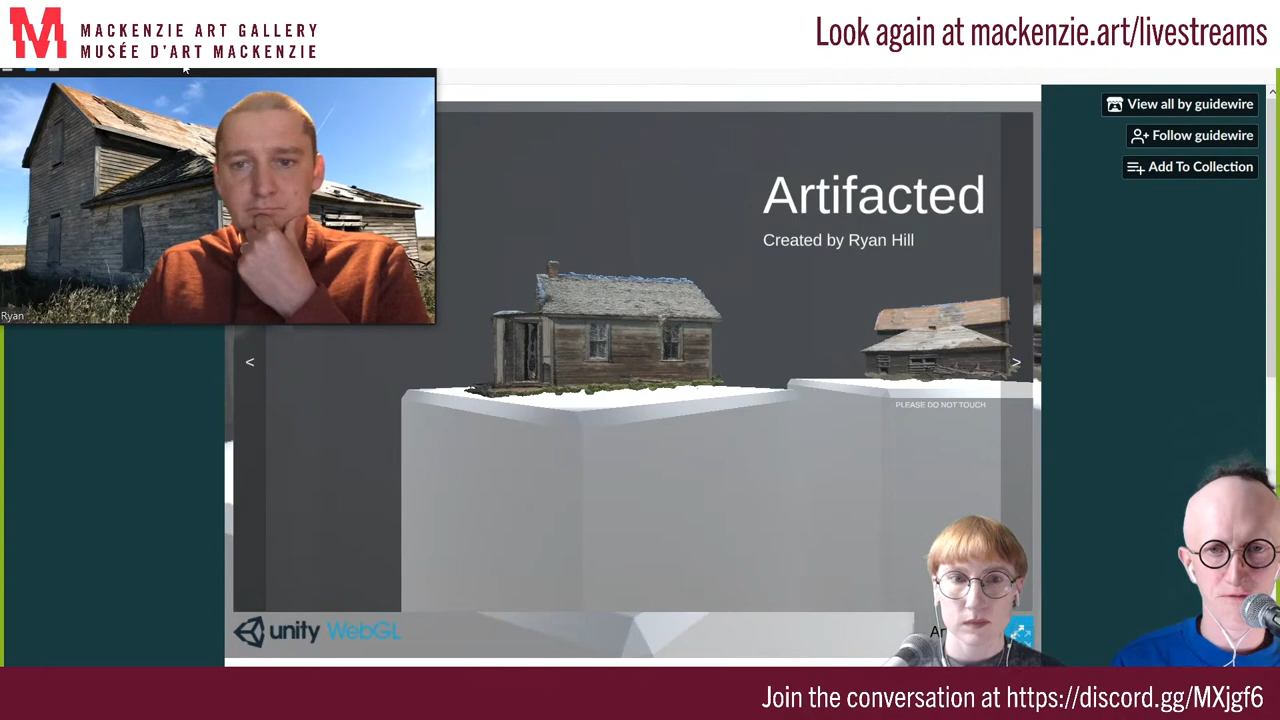 MACKENZIE ART GALLERY
MUSÉE D'ART MACKENZIE
Look again at mackenzie.art/livestreams
View all by guidewire
Follow guidewire
Add To Collection
Artifacted
Created by Ryan Hill
Ryan
<
>
PLEASE DO NOT TOUCH
unity WebGL
Ar
Join the conversation at https://discord.gg/MXjgf6